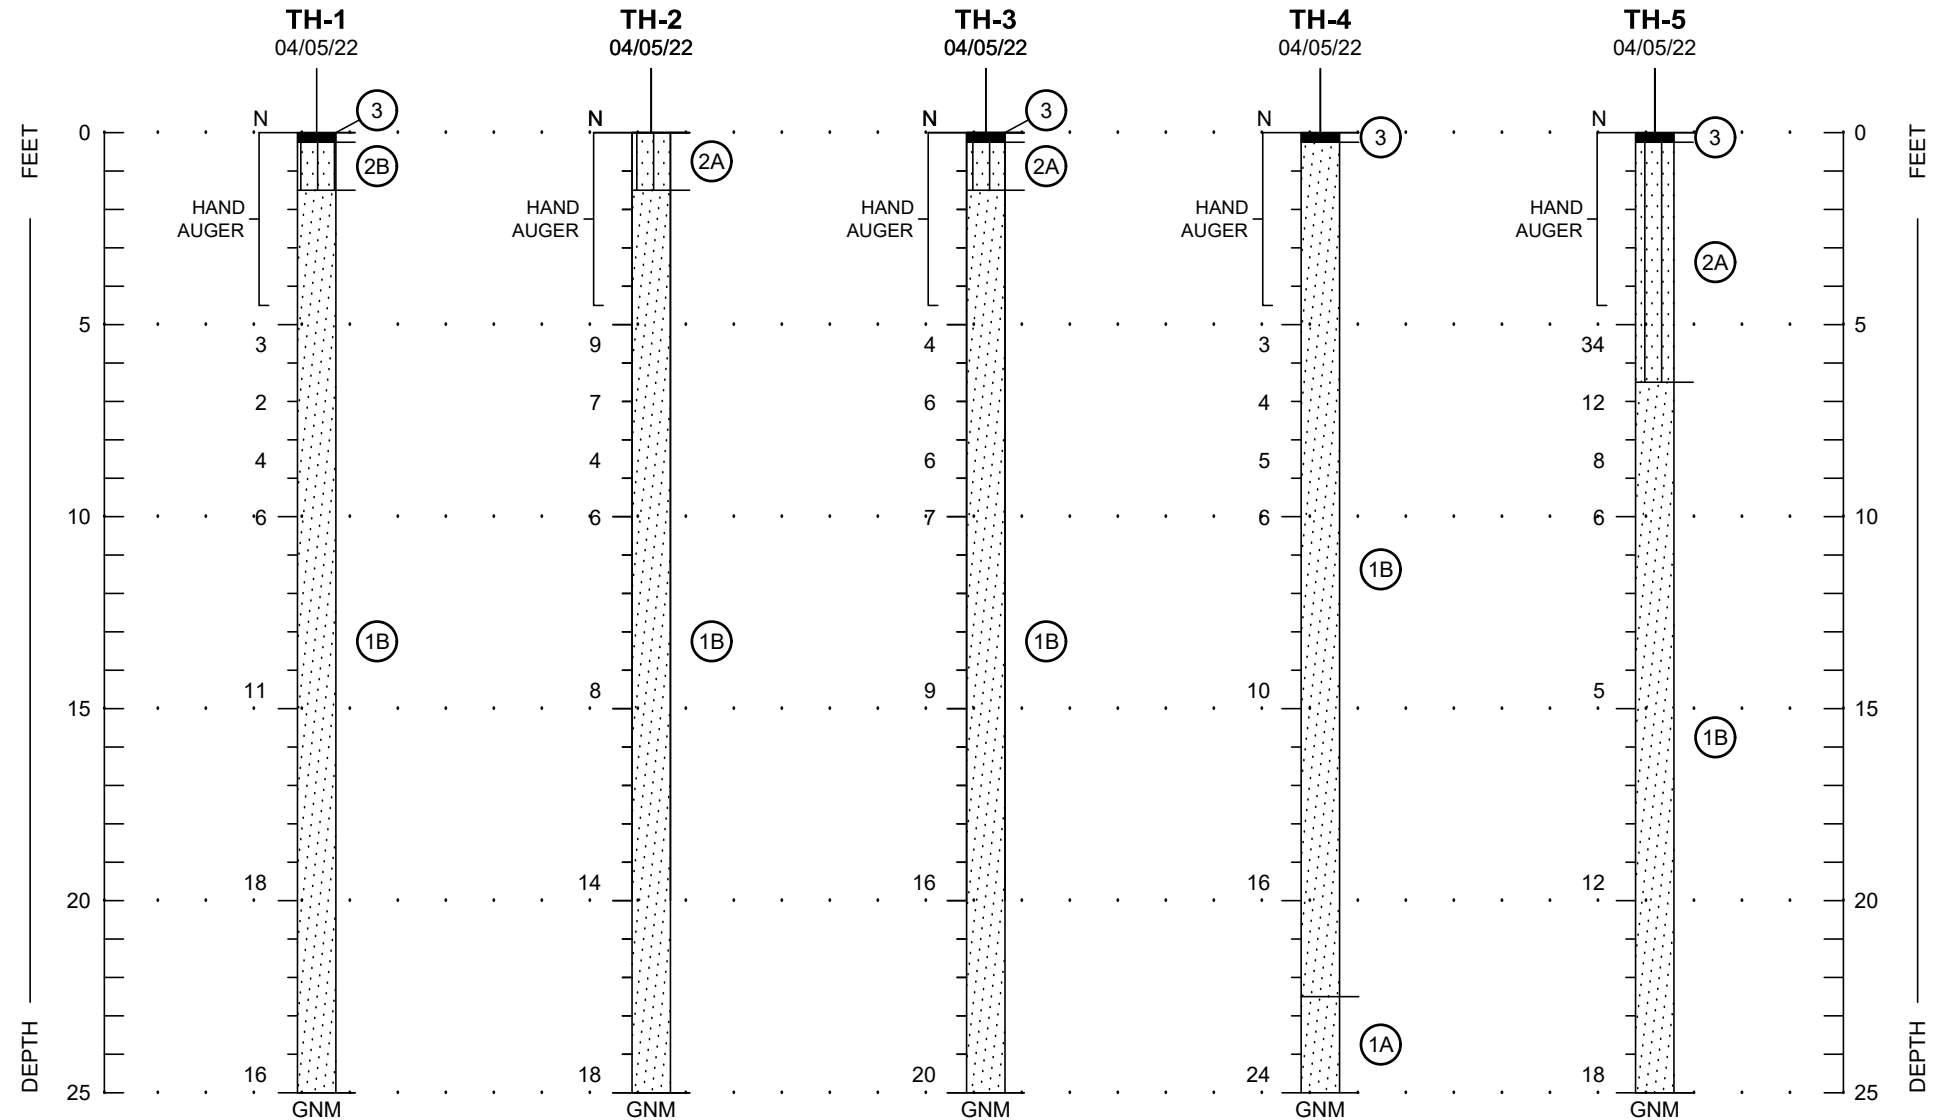 TH-1 TH-2 TH-3 TH-4 TH-5
04/05/22 04/05/22 04/05/22 04/05/22 04/05/22
N 3 N N 3 N N
0 3 3 0
FEET 2B 2A 2A FEET
HAND AUGER HAND AUGER HAND AUGER HAND AUGER HAND AUGER
2A
5 5
3 9 4 3 34
2 7 6 4 12
4 4 6 5 8
10 6 6 7 6 6 10
1B
1B 1B 1B
11 8 9 10 5
15 15
1B
18 14 16 16 12
20 20
DEPTH 1A DEPTH
16 18 20 24 18
25 25
GNM GNM GNM GNM GNM